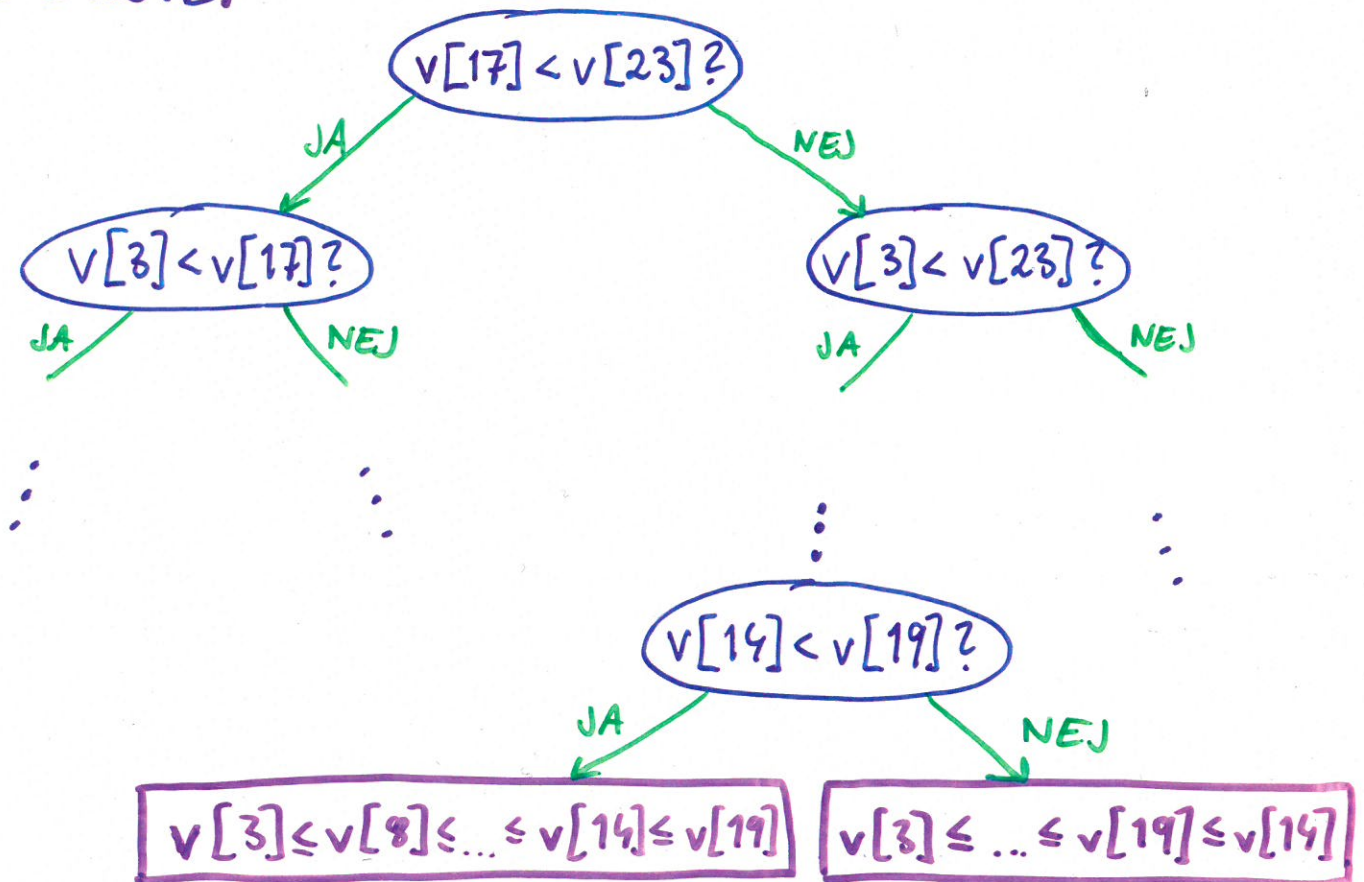 v[17] < v[23]?
JA NEJ
v[3] < v[17]? v[3] < v[23]?
JA NEJ JA NEJ
v[14] < v[19]?
JA NEJ
v[3] ≤ v[8] ≤ ... ≤ v[14] ≤ v[19] v[3] ≤ ... ≤ v[19] ≤ v[14]